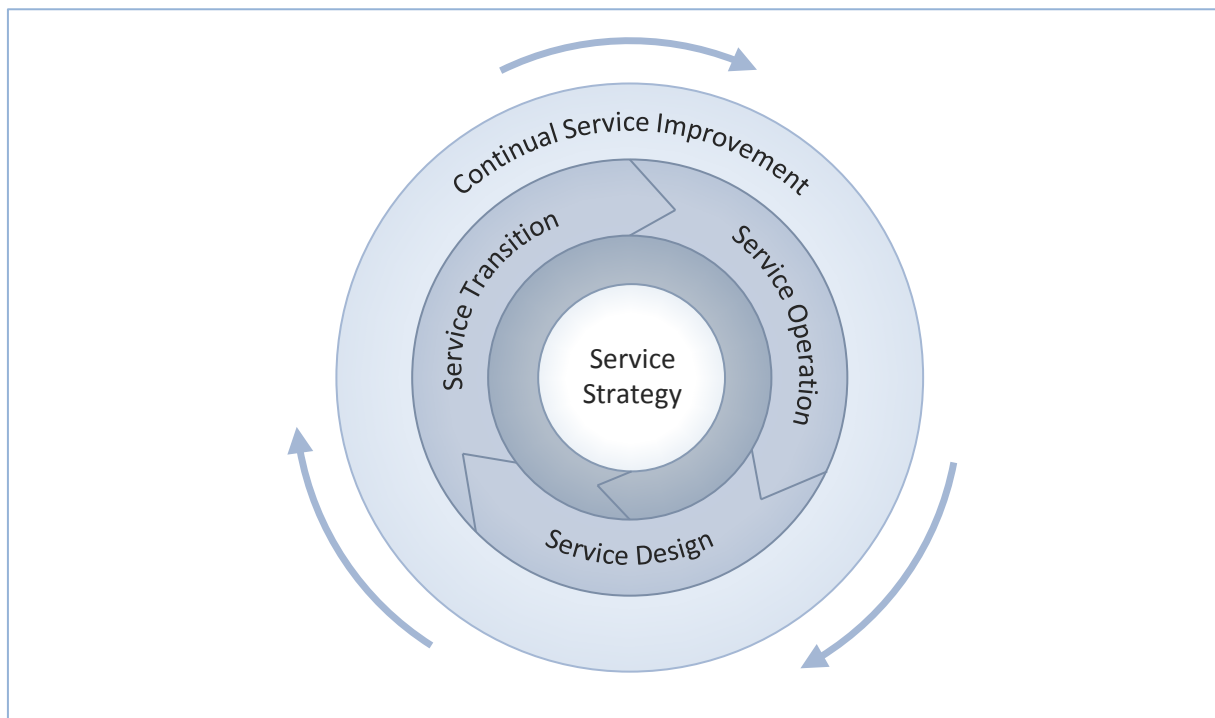 Continual Service Improvement
Service Transition
Service Operation
Service
Strategy
Service Design